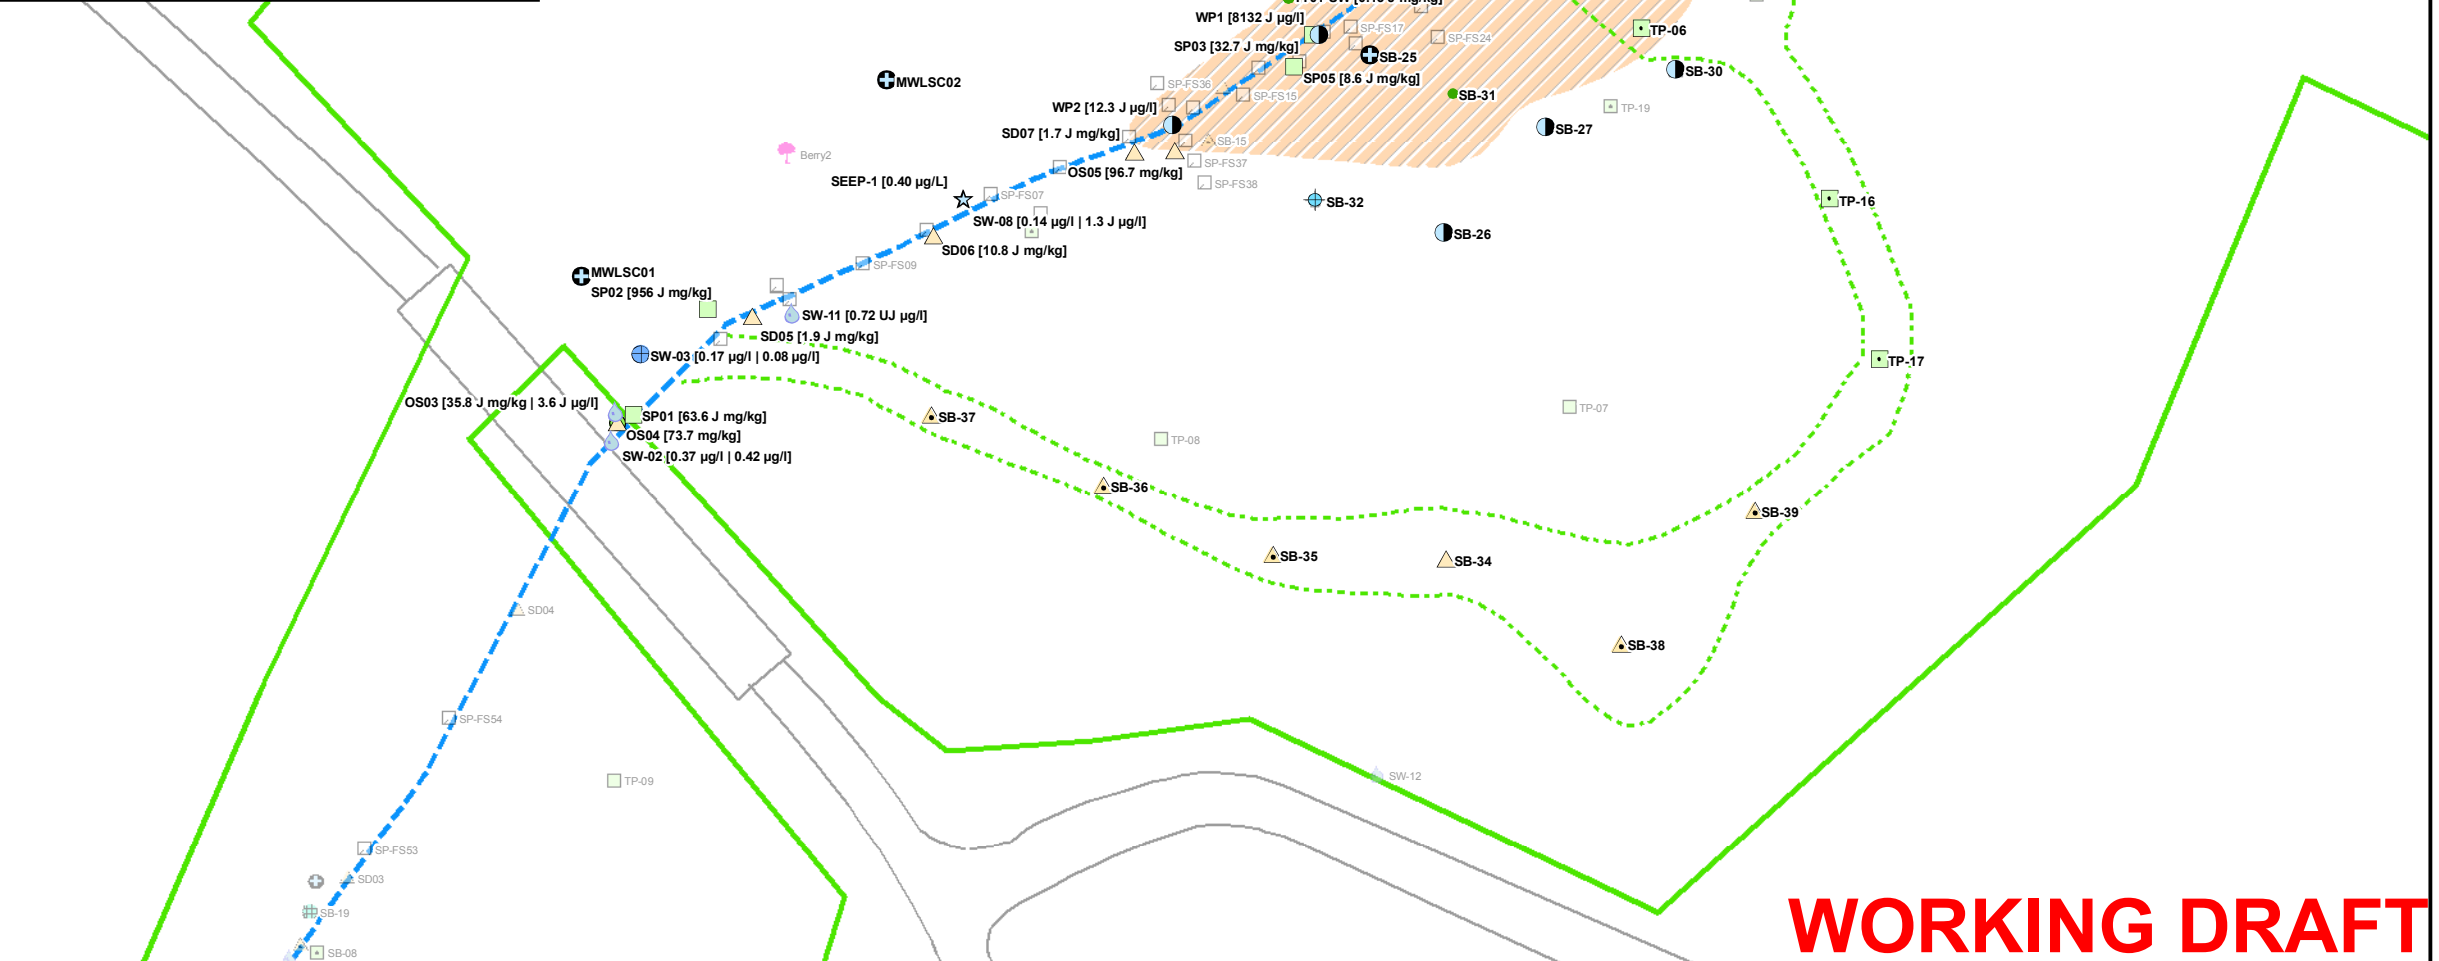 WP1 [8132 J µg/l]
SP-FS17
TP-06
SP-FS24
SP03 [32.7 J mg/kg]
SB-25
SB-30
SP05 [8.6 J mg/kg]
MWLSC02
SP-FS36
SP-FS15
SB-31
WP2 [12.3 J µg/l]
TP-19
SD07 [1.7 J mg/kg]
SB-27
SB-15
Berry2
SP-FS37
OS05 [96.7 mg/kg]
SEEP-1 [0.40 µg/L]
SP-FS38
SP-FS07
SB-32
TP-16
SW-08 [0.14 µg/l | 1.3 J µg/l]
SB-26
SD06 [10.8 J mg/kg]
SP-FS09
MWLSC01
SP02 [956 J mg/kg]
SW-11 [0.72 UJ µg/l]
SD05 [1.9 J mg/kg]
SW-03 [0.17 µg/l | 0.08 µg/l]
TP-17
OS03 [35.8 J mg/kg | 3.6 J µg/l]
TP-07
SP01 [63.6 J mg/kg]
SB-37
OS04 [73.7 mg/kg]
TP-08
SW-02 [0.37 µg/l | 0.42 µg/l]
SB-36
SB-39
SB-35
SB-34
SD04
SB-38
SP-FS54
SW-12
TP-09
SP-FS53
SD03
SB-19
SB-08
WORKING DRAFT